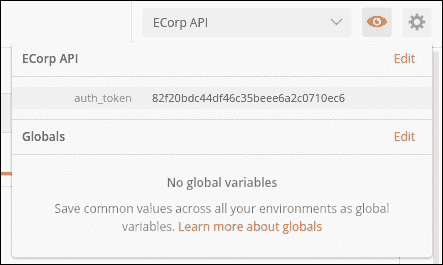 ECorp API
ECorp API Edit
auth_token 82f20bdc44df46c35beee6a2c0710ec6
Globals Edit
No global variables
Save common values across all your environments as global
variables. Learn more about globals